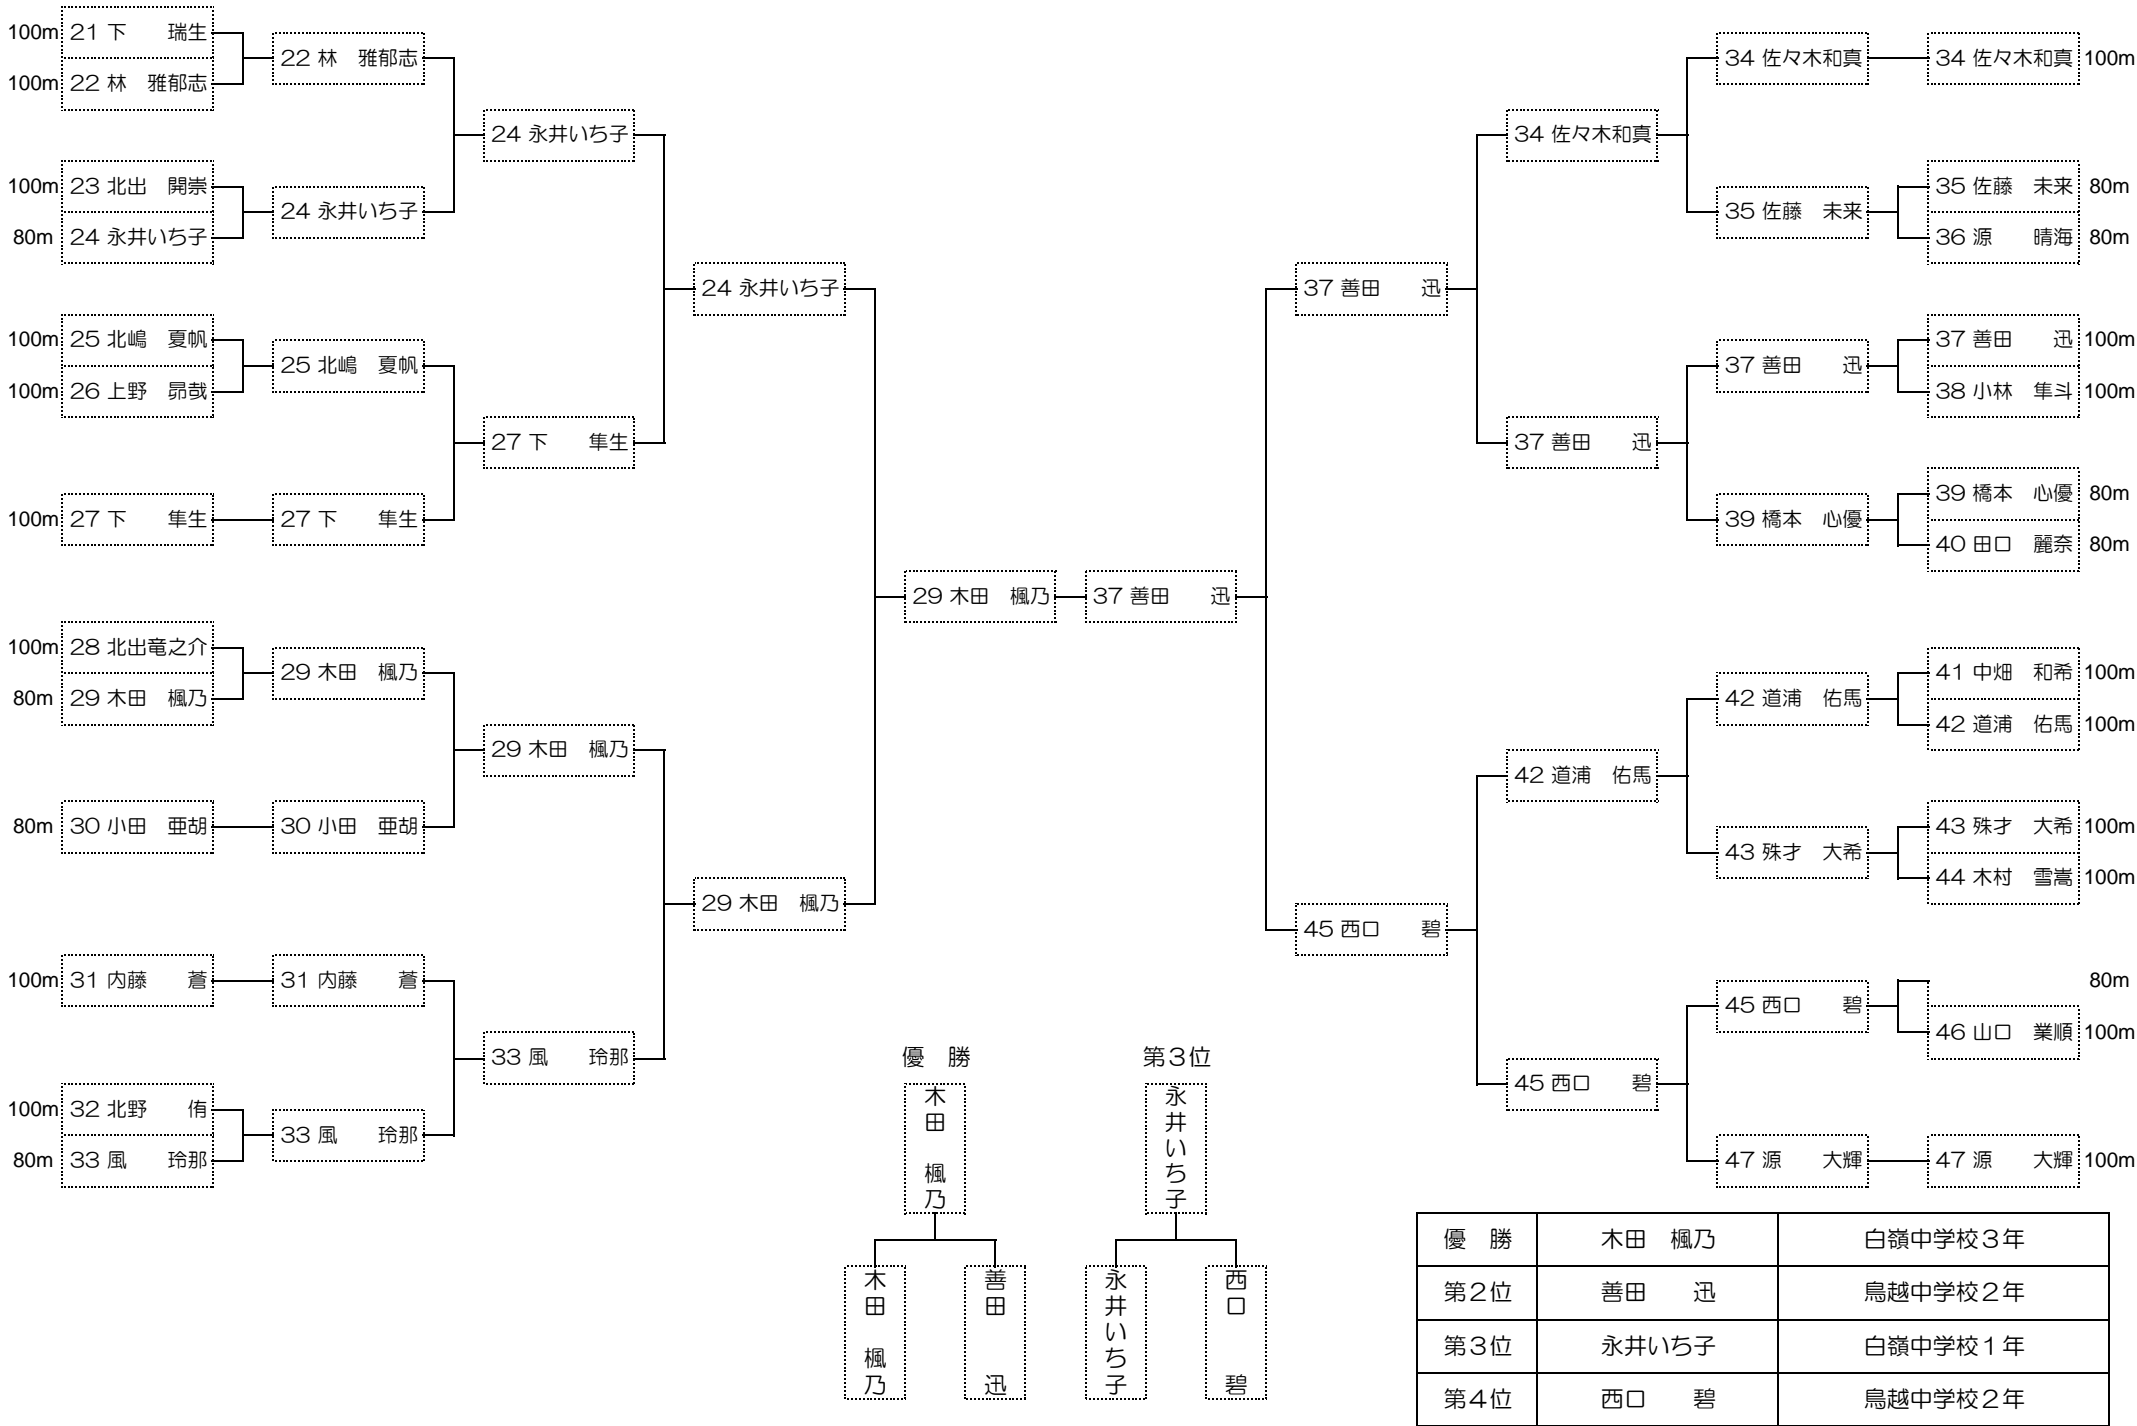 100m 21 下　　瑞生
100m 22 林　雅郁志
22 林　雅郁志
100m 23 北出　開崇
80m 24 永井いち子
24 永井いち子
24 永井いち子
100m 25 北嶋　夏帆
100m 26 上野　昴哉
25 北嶋　夏帆
100m 27 下　　隼生
27 下　　隼生
27 下　　隼生
24 永井いち子
100m 28 北出竜之介
80m 29 木田　楓乃
29 木田　楓乃
80m 30 小田　亜胡
30 小田　亜胡
29 木田　楓乃
100m 31 内藤　　蒼
31 内藤　　蒼
100m 32 北野　　侑
80m 33 風　　玲那
33 風　　玲那
33 風　　玲那
29 木田　楓乃
29 木田　楓乃
37 善田　　迅
37 善田　　迅
34 佐々木和真
34 佐々木和真
34 佐々木和真 100m
35 佐藤　未来
35 佐藤　未来 80m
36 源　　晴海 80m
37 善田　　迅
37 善田　　迅
37 善田　　迅 100m
38 小林　隼斗 100m
39 橋本　心優
39 橋本　心優 80m
40 田口　麗奈 80m
45 西口　　碧
42 道浦　佑馬
42 道浦　佑馬
41 中畑　和希 100m
42 道浦　佑馬 100m
43 殊才　大希
43 殊才　大希 100m
44 木村　雪嵩 100m
45 西口　　碧
45 西口　　碧
80m
46 山口　業順 100m
47 源　　大輝
47 源　　大輝 100m
優　勝
木田　楓乃
木田　楓乃
善田　　迅
第３位
永井いち子
永井いち子
西口　　碧
優　勝 木田　楓乃 白嶺中学校３年
第２位 善田　　迅 鳥越中学校２年
第３位 永井いち子 白嶺中学校１年
第４位 西口　　碧 鳥越中学校２年